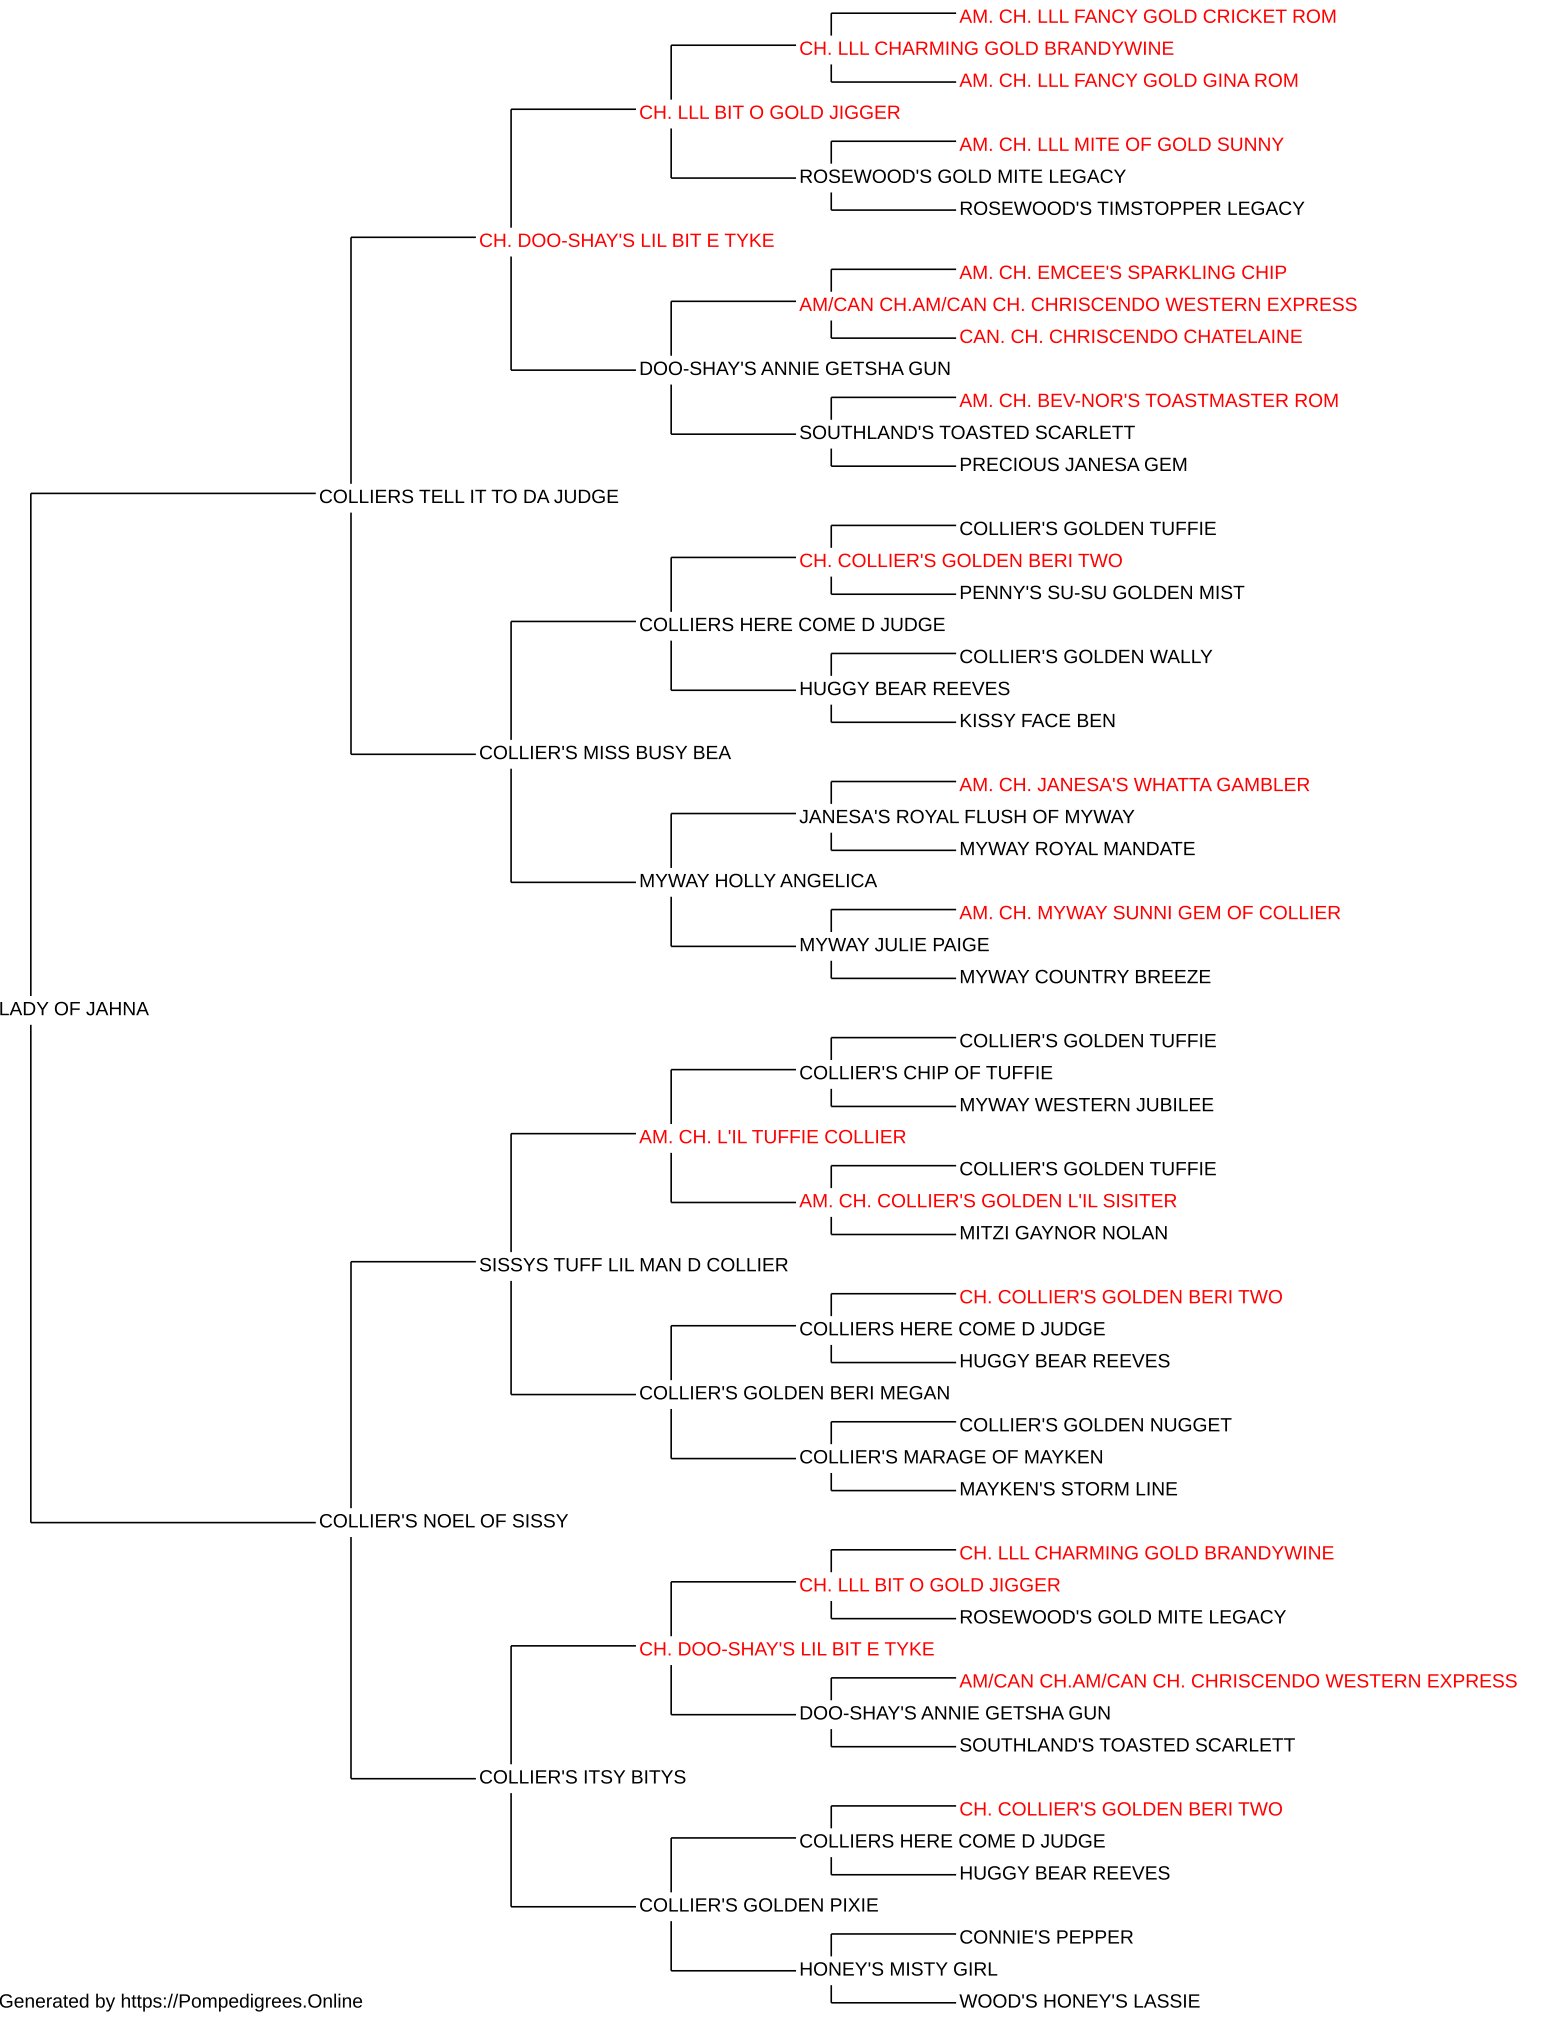 AM. CH. LLL FANCY GOLD CRICKET ROM
CH. LLL CHARMING GOLD BRANDYWINE
AM. CH. LLL FANCY GOLD GINA ROM
CH. LLL BIT O GOLD JIGGER
AM. CH. LLL MITE OF GOLD SUNNY
ROSEWOOD'S GOLD MITE LEGACY
ROSEWOOD'S TIMSTOPPER LEGACY
CH. DOO-SHAY'S LIL BIT E TYKE
AM. CH. EMCEE'S SPARKLING CHIP
AM/CAN CH.AM/CAN CH. CHRISCENDO WESTERN EXPRESS
CAN. CH. CHRISCENDO CHATELAINE
DOO-SHAY'S ANNIE GETSHA GUN
AM. CH. BEV-NOR'S TOASTMASTER ROM
SOUTHLAND'S TOASTED SCARLETT
PRECIOUS JANESA GEM
COLLIERS TELL IT TO DA JUDGE
COLLIER'S GOLDEN TUFFIE
CH. COLLIER'S GOLDEN BERI TWO
PENNY'S SU-SU GOLDEN MIST
COLLIERS HERE COME D JUDGE
COLLIER'S GOLDEN WALLY
HUGGY BEAR REEVES
KISSY FACE BEN
COLLIER'S MISS BUSY BEA
AM. CH. JANESA'S WHATTA GAMBLER
JANESA'S ROYAL FLUSH OF MYWAY
MYWAY ROYAL MANDATE
MYWAY HOLLY ANGELICA
AM. CH. MYWAY SUNNI GEM OF COLLIER
MYWAY JULIE PAIGE
MYWAY COUNTRY BREEZE
LADY OF JAHNA
COLLIER'S GOLDEN TUFFIE
COLLIER'S CHIP OF TUFFIE
MYWAY WESTERN JUBILEE
AM. CH. L'IL TUFFIE COLLIER
COLLIER'S GOLDEN TUFFIE
AM. CH. COLLIER'S GOLDEN L'IL SISITER
MITZI GAYNOR NOLAN
SISSYS TUFF LIL MAN D COLLIER
CH. COLLIER'S GOLDEN BERI TWO
COLLIERS HERE COME D JUDGE
HUGGY BEAR REEVES
COLLIER'S GOLDEN BERI MEGAN
COLLIER'S GOLDEN NUGGET
COLLIER'S MARAGE OF MAYKEN
MAYKEN'S STORM LINE
COLLIER'S NOEL OF SISSY
CH. LLL CHARMING GOLD BRANDYWINE
CH. LLL BIT O GOLD JIGGER
ROSEWOOD'S GOLD MITE LEGACY
CH. DOO-SHAY'S LIL BIT E TYKE
AM/CAN CH.AM/CAN CH. CHRISCENDO WESTERN EXPRESS
DOO-SHAY'S ANNIE GETSHA GUN
SOUTHLAND'S TOASTED SCARLETT
COLLIER'S ITSY BITYS
CH. COLLIER'S GOLDEN BERI TWO
COLLIERS HERE COME D JUDGE
HUGGY BEAR REEVES
COLLIER'S GOLDEN PIXIE
CONNIE'S PEPPER
HONEY'S MISTY GIRL
WOOD'S HONEY'S LASSIE
Generated by https://Pompedigrees.Online